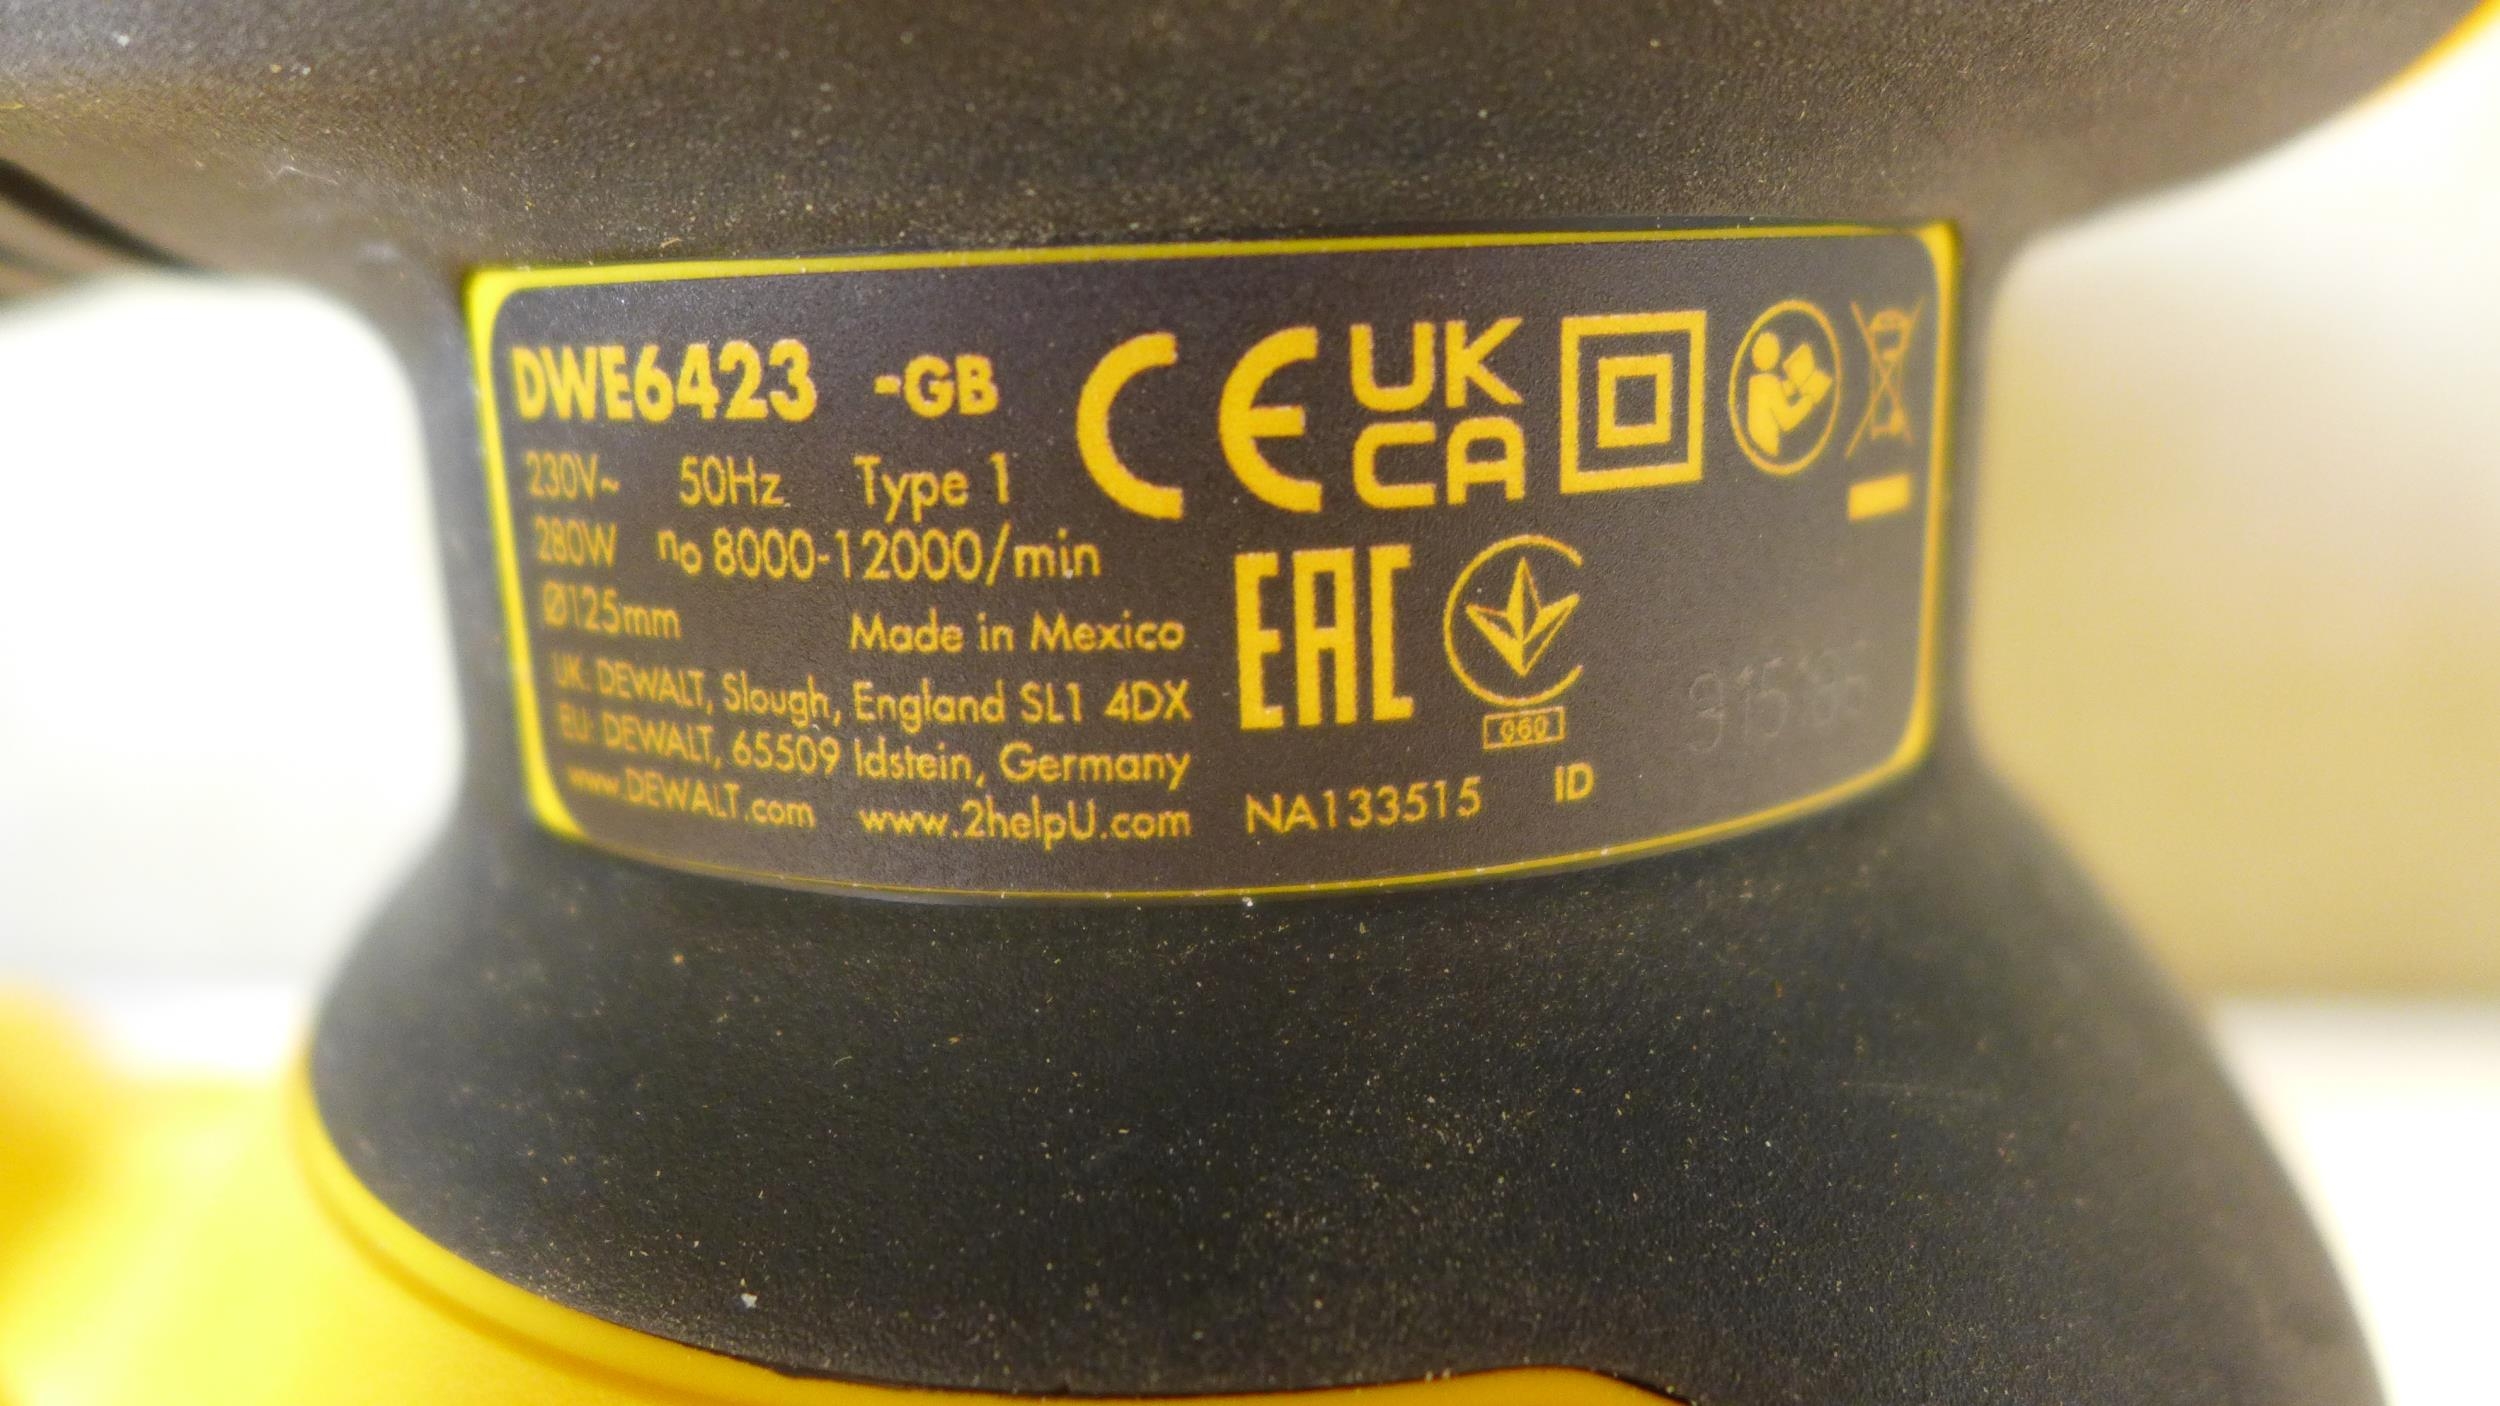 DWE6423 -GB
CE UK CA
230V~ 50Hz Type 1
280W no 8000-12000/min
Ø125mm Made in Mexico
EAC
UK: DEWALT, Slough, England SL1 4DX
EU: DEWALT, 65509 Idstein, Germany
060
www.DEWALT.com www.2helpU.com
NA133515 ID